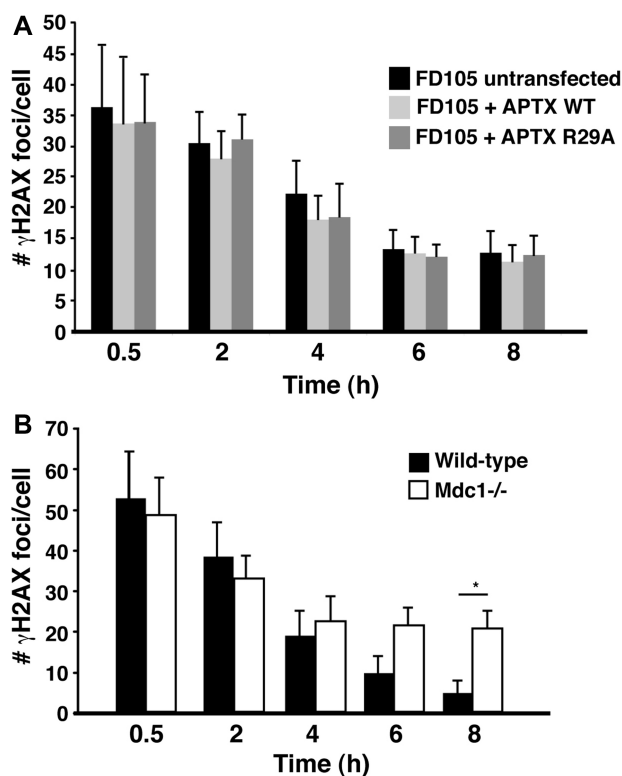 A
# γH2AX foci/cell
50
45
40
35
30
25
20
15
10
5
0
FD105 untransfected
FD105 + APTX WT
FD105 + APTX R29A
0.5 2 4 6 8
Time (h)
B
# γH2AX foci/cell
70
60
50
40
30
20
10
0
Wild-type
Mdc1-/-
*
0.5 2 4 6 8
Time (h)